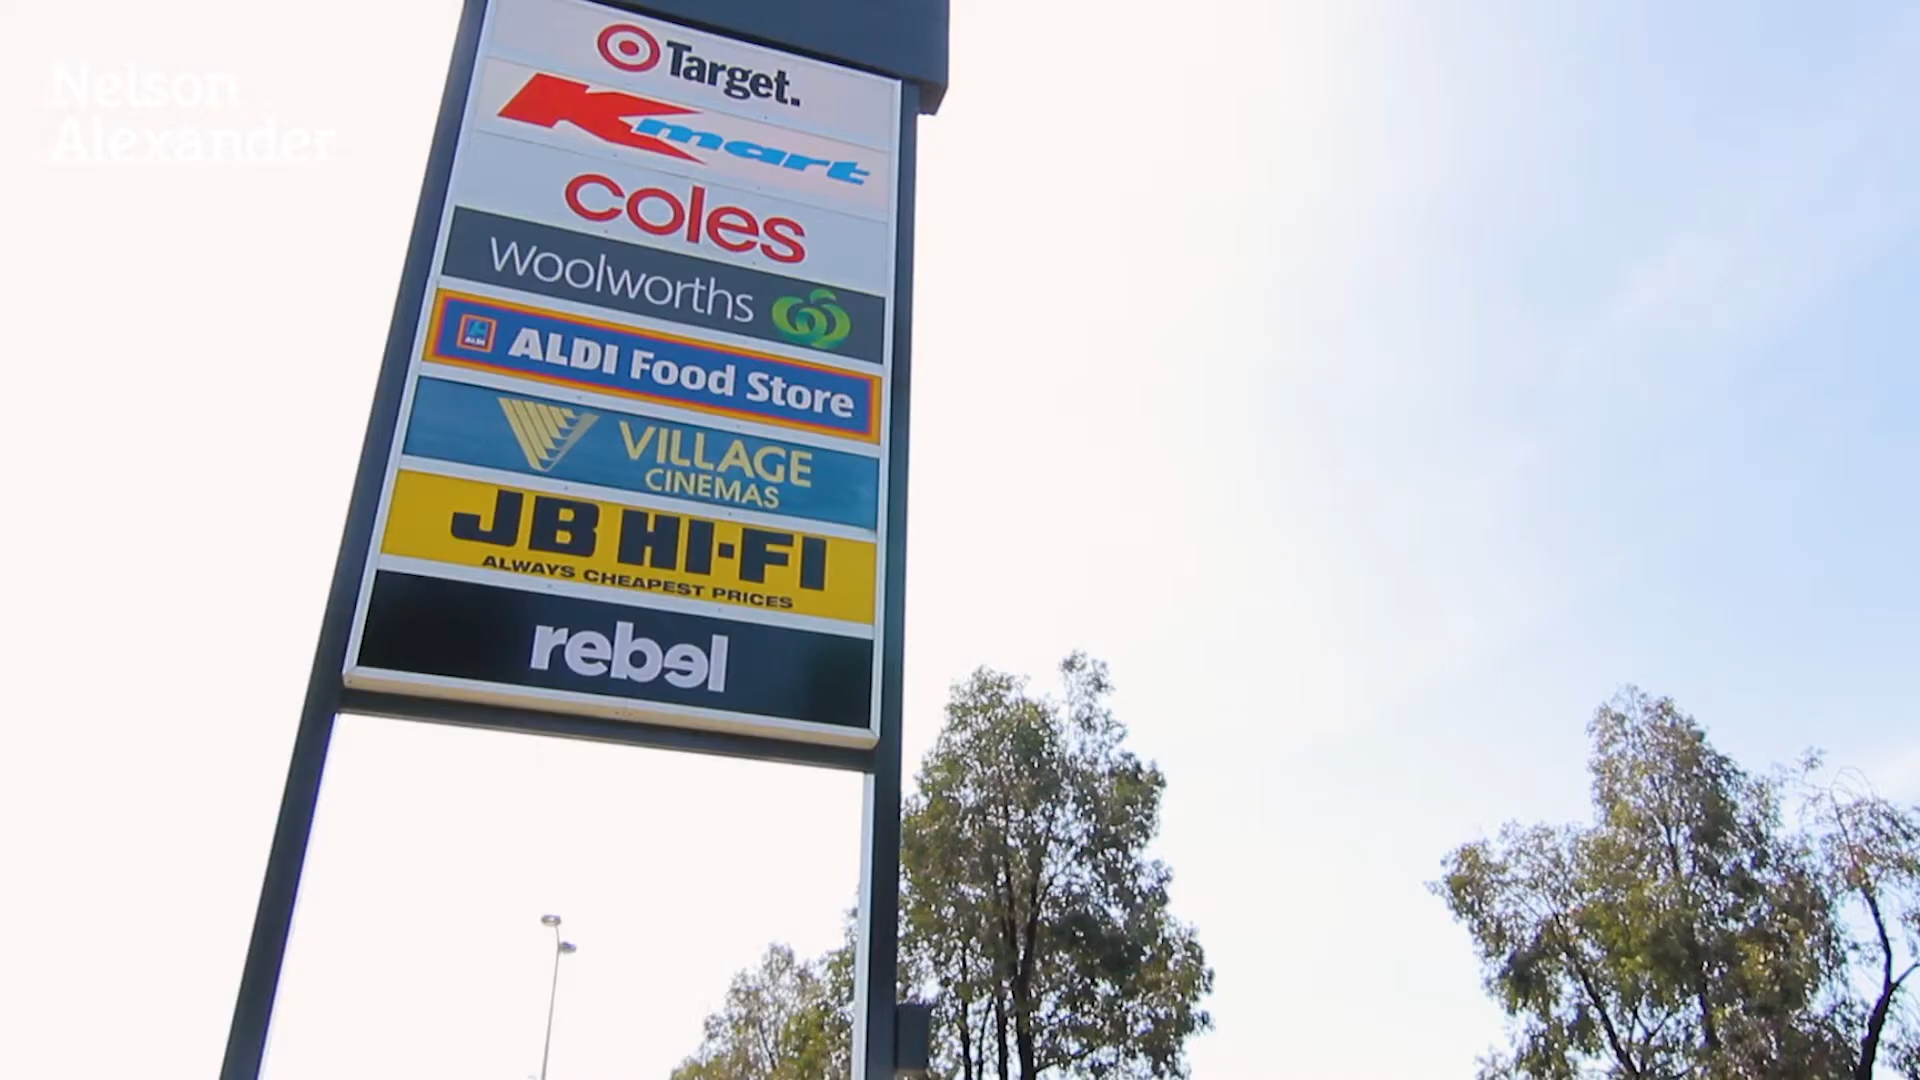 Nelson
Alexander
Target.
Kmart
coles
woolworths
ALDI
ALDI Food Store
VILLAGE
CINEMAS
JB HI-FI
ALWAYS CHEAPEST PRICES
rebel